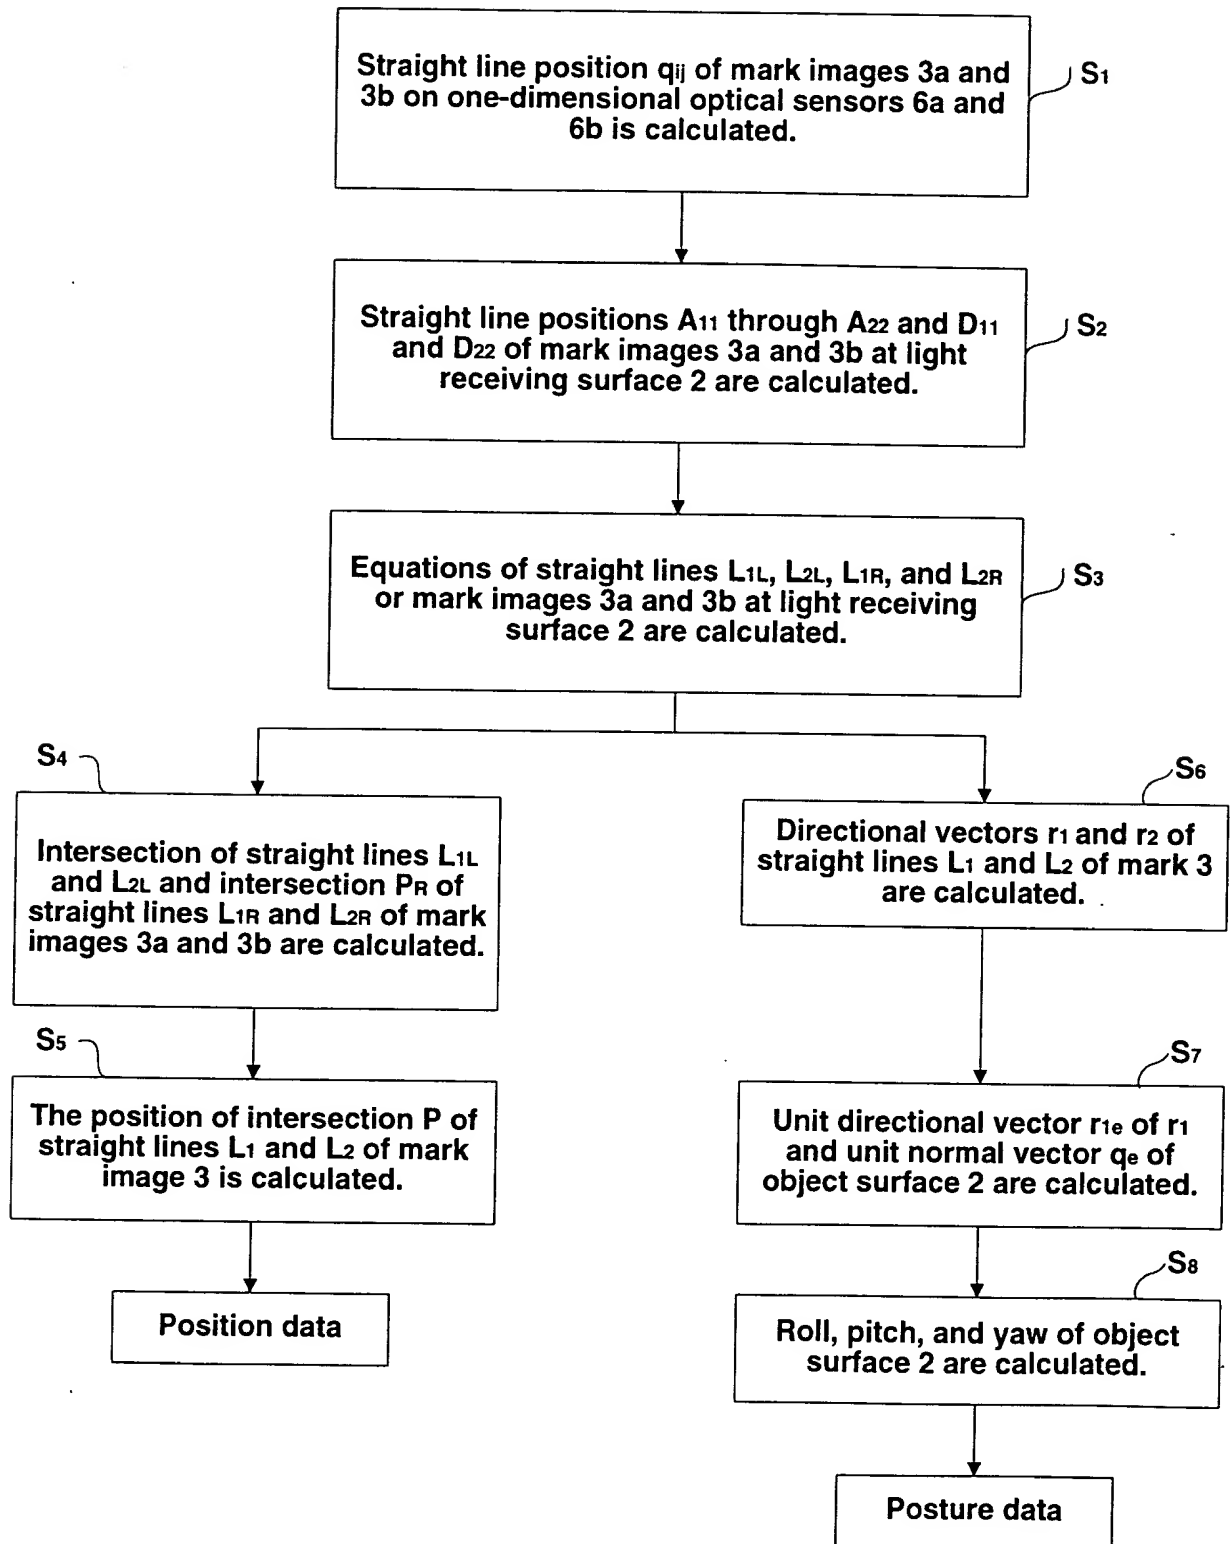 Straight line position qij of mark images 3a and
3b on one-dimensional optical sensors 6a and
6b is calculated.
S1
Straight line positions A11 through A22 and D11
and D22 of mark images 3a and 3b at light
receiving surface 2 are calculated.
S2
Equations of straight lines L1L, L2L, L1R, and L2R
or mark images 3a and 3b at light receiving
surface 2 are calculated.
S3
S4
Intersection of straight lines L1L
and L2L and intersection PR of
straight lines L1R and L2R of mark
images 3a and 3b are calculated.
S5
The position of intersection P of
straight lines L1 and L2 of mark
image 3 is calculated.
Position data
S6
Directional vectors r1 and r2 of
straight lines L1 and L2 of mark 3
are calculated.
S7
Unit directional vector r1e of r1
and unit normal vector qe of
object surface 2 are calculated.
S8
Roll, pitch, and yaw of object
surface 2 are calculated.
Posture data